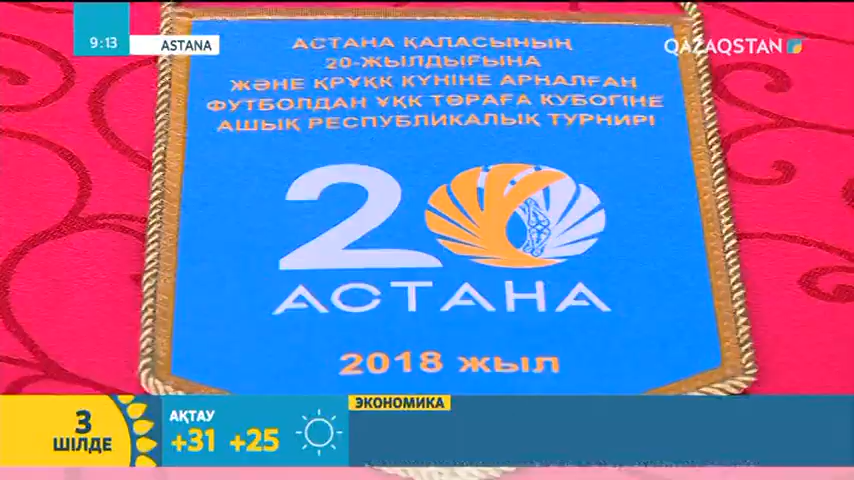 9:13
ASTANA
QAZAQSTAN
АСТАНА ҚАЛАСЫНЫҢ
20-ЖЫЛДЫҒЫНА
ЖӘНЕ ҚРҰҚК КҮНІНЕ АРНАЛҒАН
ФУТБОЛДАН ҰҚК ТӨРАҒА КУБОГІНЕ
АШЫҚ РЕСПУБЛИКАЛЫҚ ТУРНИРІ
20
АСТАНА
2018 жыл
3
ШІЛДЕ
АҚТАУ
+31 +25
ЭКОНОМИКА